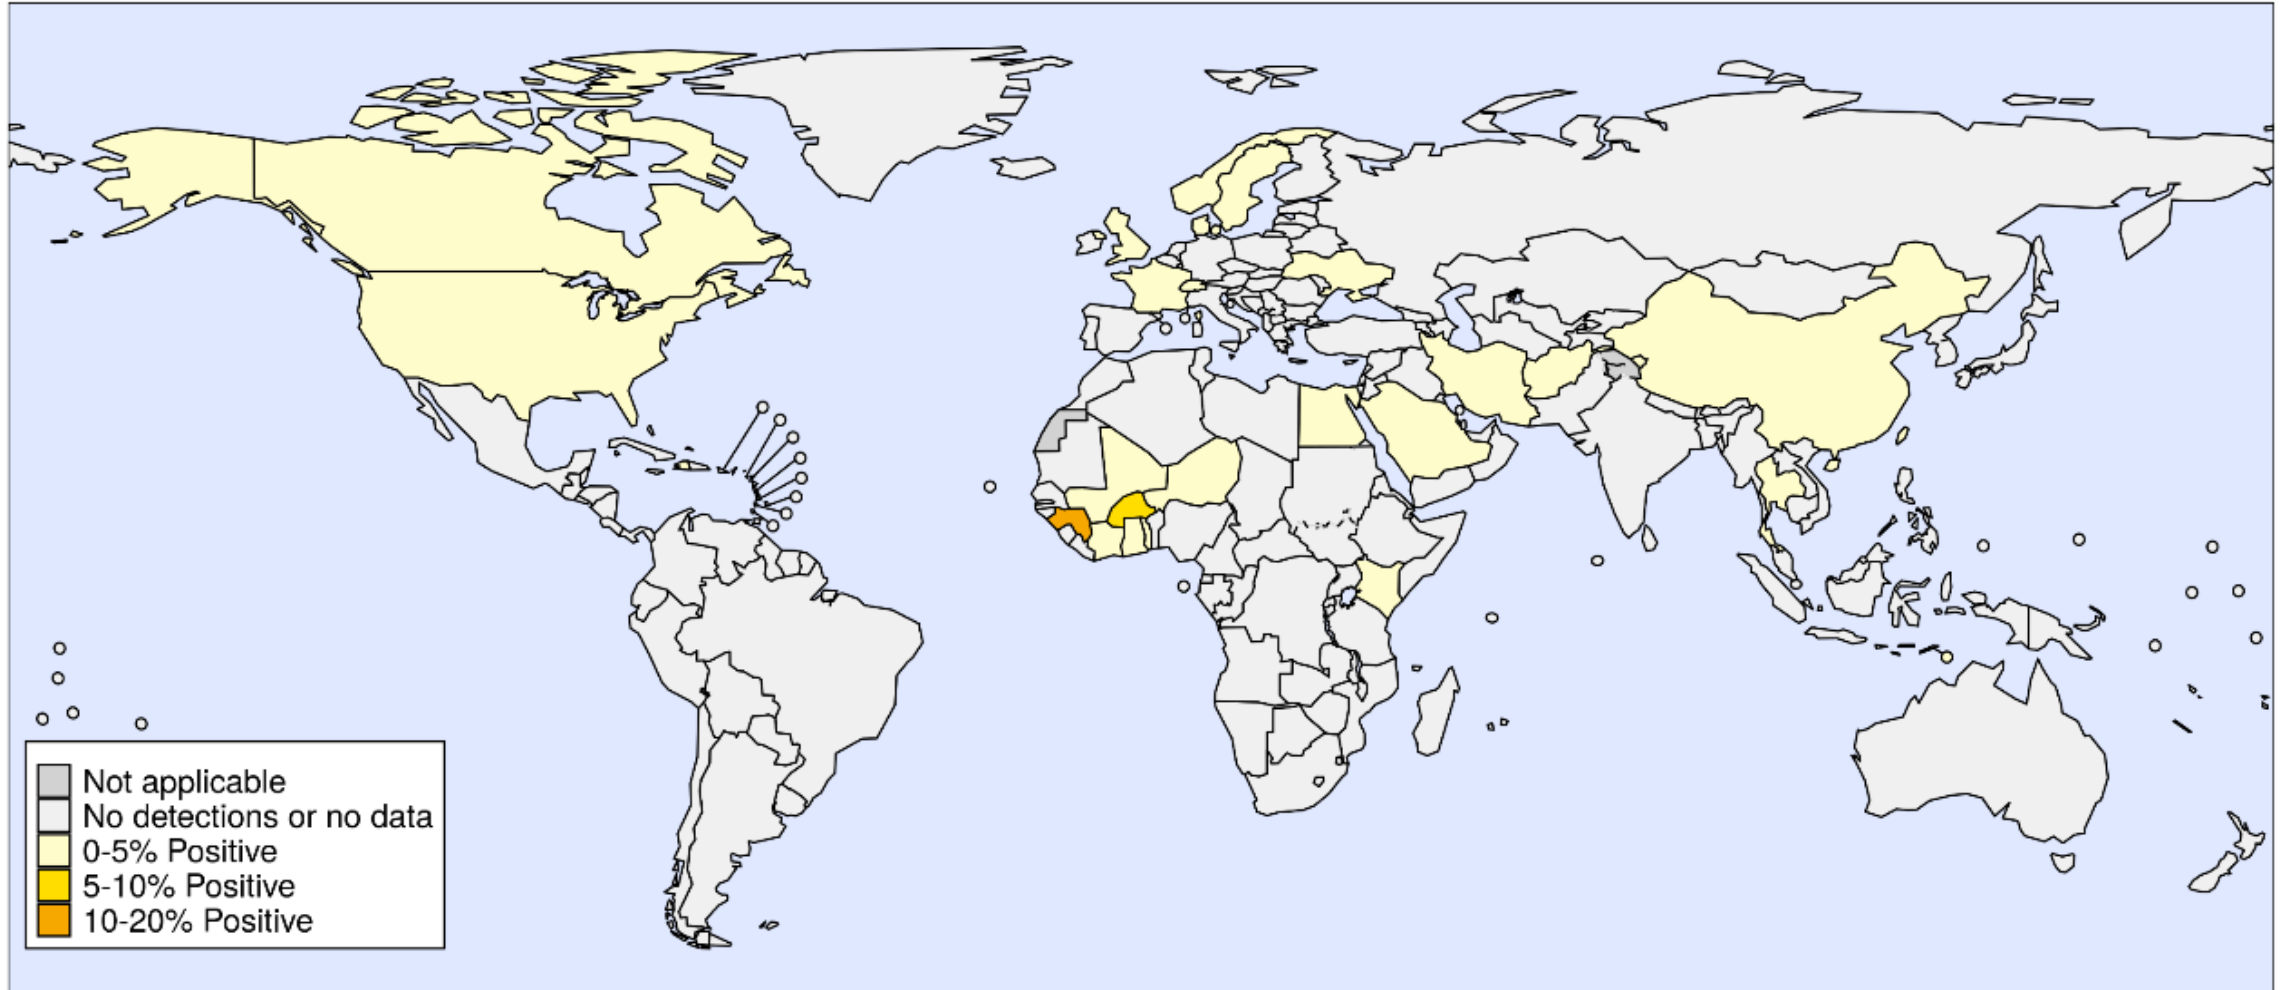 Not applicable
No detections or no data
0-5% Positive
5-10% Positive
10-20% Positive